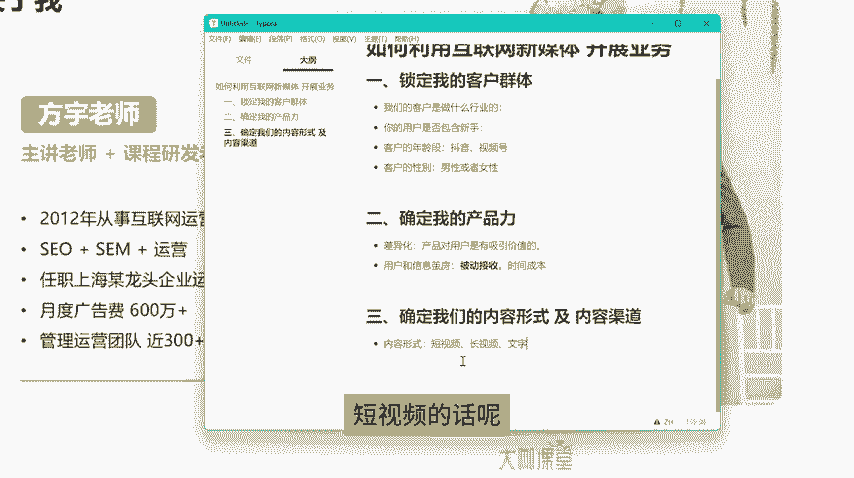 方宇老师
主讲老师 + 课程研发
• 2012年从事互联网运营
• SEO + SEM + 运营
• 任职上海某龙头企业运
• 月度广告费 600万+
• 管理运营团队 近300+
文件(F) 编辑(E) 段落(P) 格式(O) 视图(V) 主题(T) 帮助(H)
文件 大纲
如何利用互联网新媒体 开展业务
一、锁定我的客户群体
二、确定我的产品力
三、确定我们的内容形式 及
内容渠道
如何利用互联网新媒体 开展业务
一、锁定我的客户群体
• 我们的客户是做什么行业的:
• 你的用户是否包含新手:
• 客户的年龄段: 抖音、视频号
• 客户的性别: 男性或者女性
二、确定我的产品力
• 差异化: 产品对用户是有吸引价值的。
• 用户和信息茧房: 被动接收, 时间成本
三、确定我们的内容形式 及 内容渠道
• 内容形式: 短视频、长视频、文字
短视频的话呢
大咖课堂